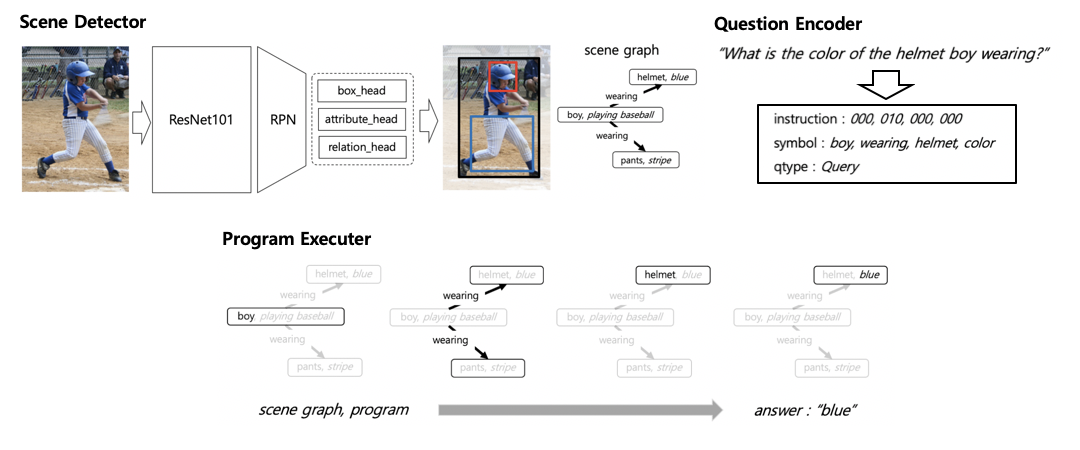 Scene Detector
ResNet101
RPN
box_head
attribute_head
relation_head
scene graph
helmet, blue
wearing
boy, playing baseball
wearing
pants, stripe
Question Encoder
“What is the color of the helmet boy wearing?”
instruction : 000, 010, 000, 000
symbol : boy, wearing, helmet, color
qtype : Query
Program Executer
helmet, blue
wearing
boy, playing baseball
wearing
pants, stripe
helmet, blue
wearing
boy, playing baseball
wearing
pants, stripe
helmet, blue
wearing
boy, playing baseball
wearing
pants, stripe
helmet, blue
wearing
boy, playing baseball
wearing
pants, stripe
scene graph, program
answer : “blue”